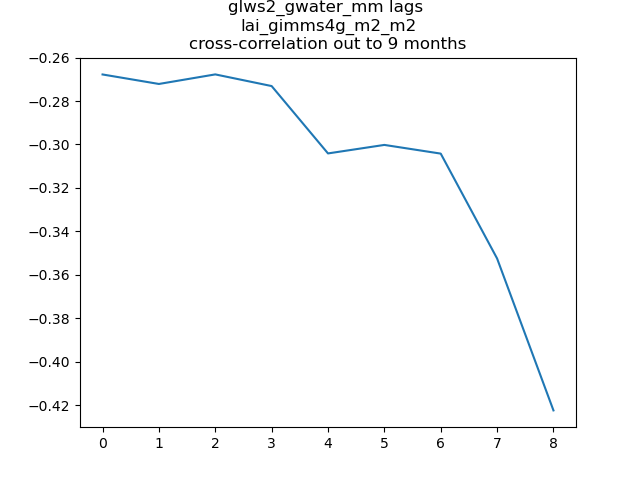 glws2_gwater_mm lags
lai_gimms4g_m2_m2
cross-correlation out to 9 months
−0.26
−0.28
−0.30
−0.32
−0.34
−0.36
−0.38
−0.40
−0.42
0 1 2 3 4 5 6 7 8